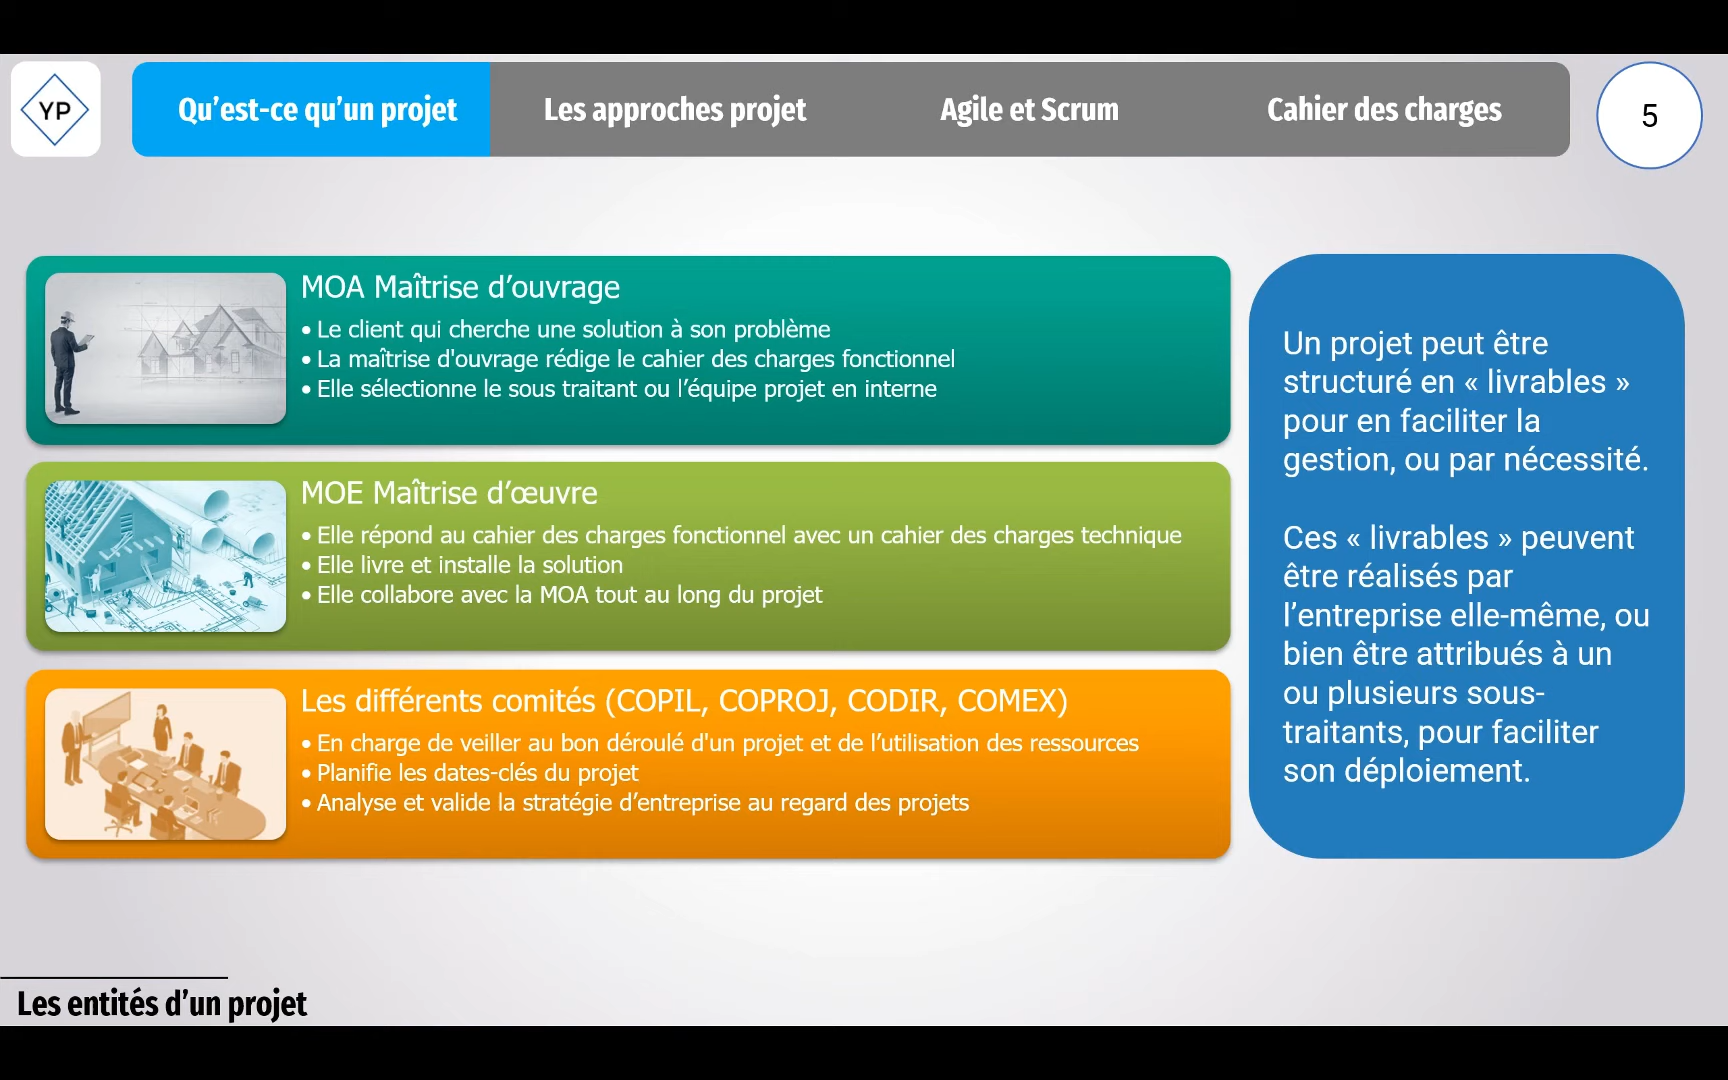 YP
Qu’est-ce qu’un projet
Les approches projet
Agile et Scrum
Cahier des charges
5
MOA Maîtrise d’ouvrage
• Le client qui cherche une solution à son problème
• La maîtrise d'ouvrage rédige le cahier des charges fonctionnel
• Elle sélectionne le sous traitant ou l’équipe projet en interne
MOE Maîtrise d’œuvre
• Elle répond au cahier des charges fonctionnel avec un cahier des charges technique
• Elle livre et installe la solution
• Elle collabore avec la MOA tout au long du projet
Les différents comités (COPIL, COPROJ, CODIR, COMEX)
• En charge de veiller au bon déroulé d'un projet et de l’utilisation des ressources
• Planifie les dates-clés du projet
• Analyse et valide la stratégie d’entreprise au regard des projets
Un projet peut être
structuré en « livrables »
pour en faciliter la
gestion, ou par nécessité.
Ces « livrables » peuvent
être réalisés par
l’entreprise elle-même, ou
bien être attribués à un
ou plusieurs sous-
traitants, pour faciliter
son déploiement.
Les entités d’un projet